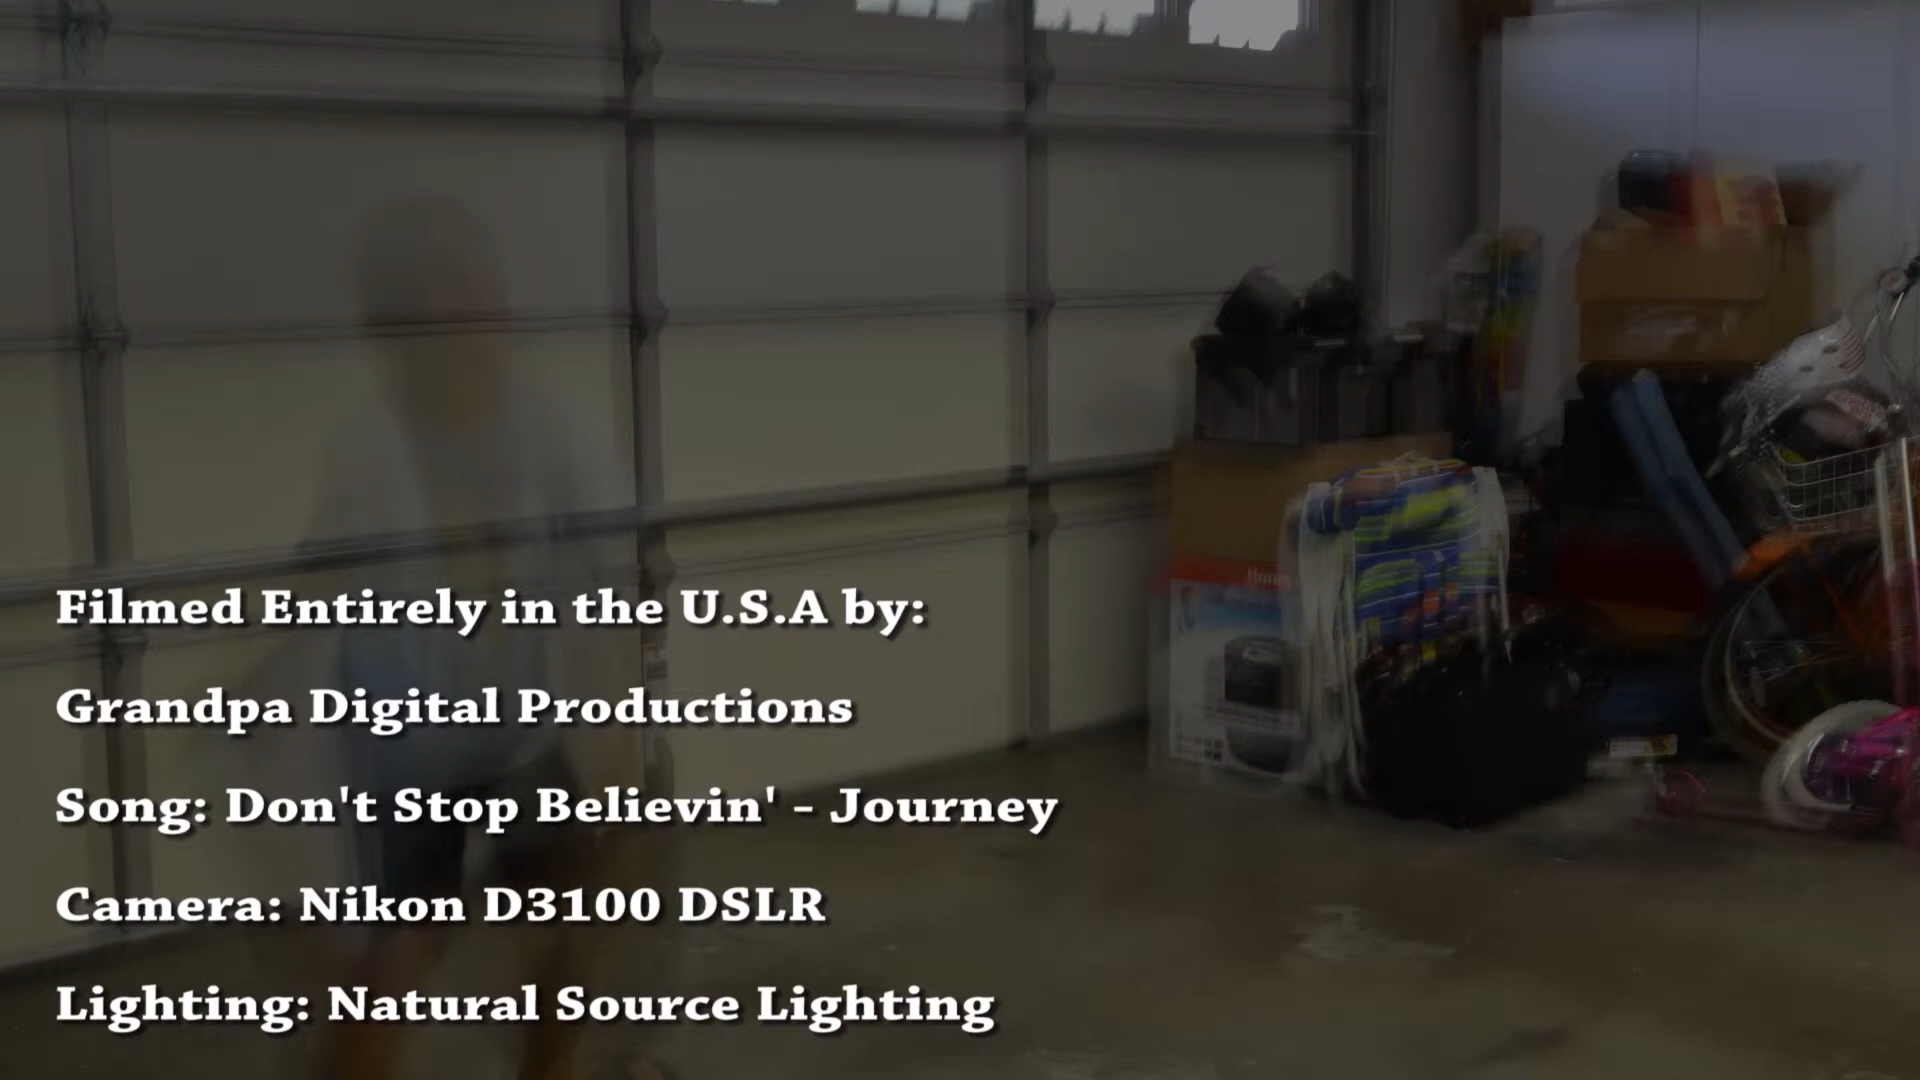 Filmed Entirely in the U.S.A by:
Grandpa Digital Productions
Song: Don't Stop Believin' - Journey
Camera: Nikon D3100 DSLR
Lighting: Natural Source Lighting